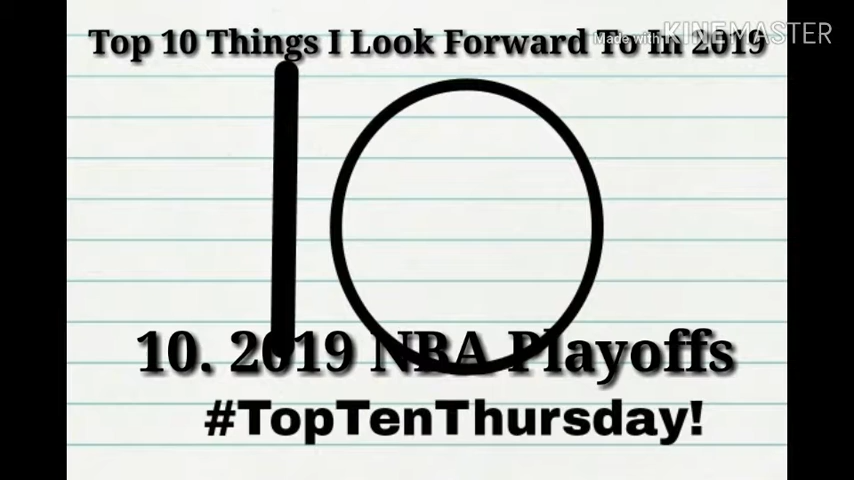 Top 10 Things I Look Forward To In 2019
Made with KINEMASTER
10
10. 2019 NBA Playoffs
#TopTenThursday!